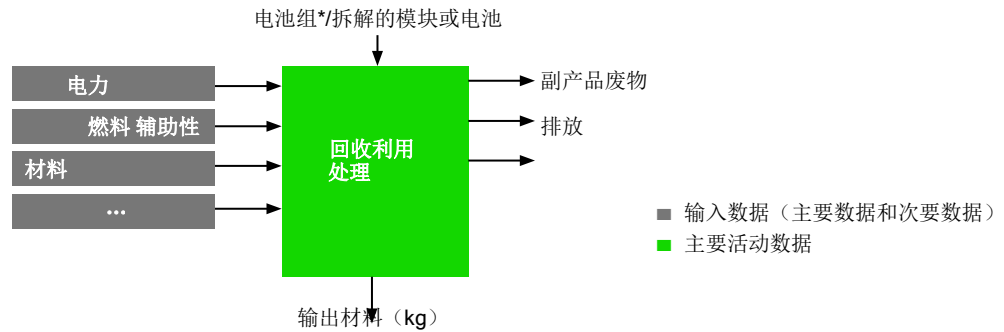 电池组*/拆解的模块或电池
电力
燃料 辅助性
材料
...
回收利用
处理
副产品废物
排放
输入数据（主要数据和次要数据）
主要活动数据
输出材料（kg）